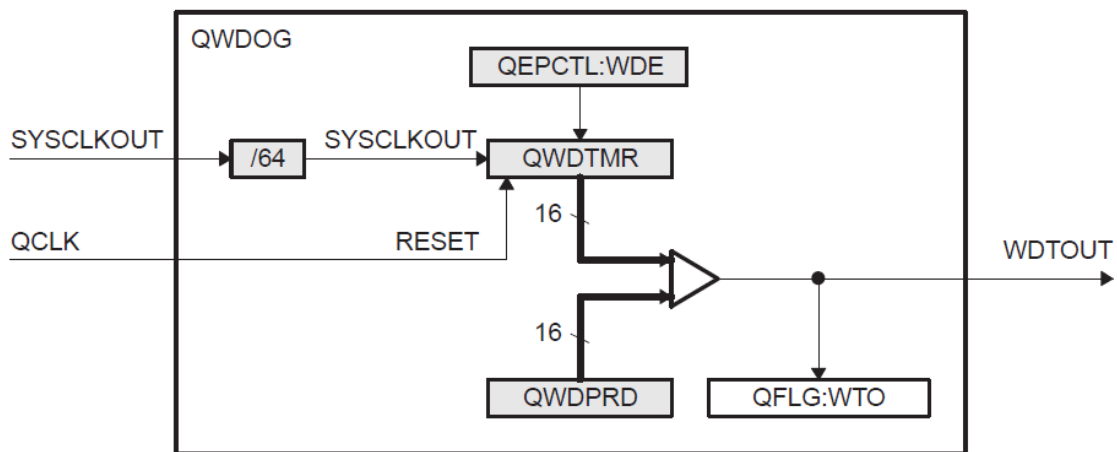 QWDOG
QEPCTL:WDE
SYSCLKOUT
/64
SYSCLKOUT
QWDTMR
16
QCLK
RESET
WDTOUT
16
QWDPRD
QFLG:WTO